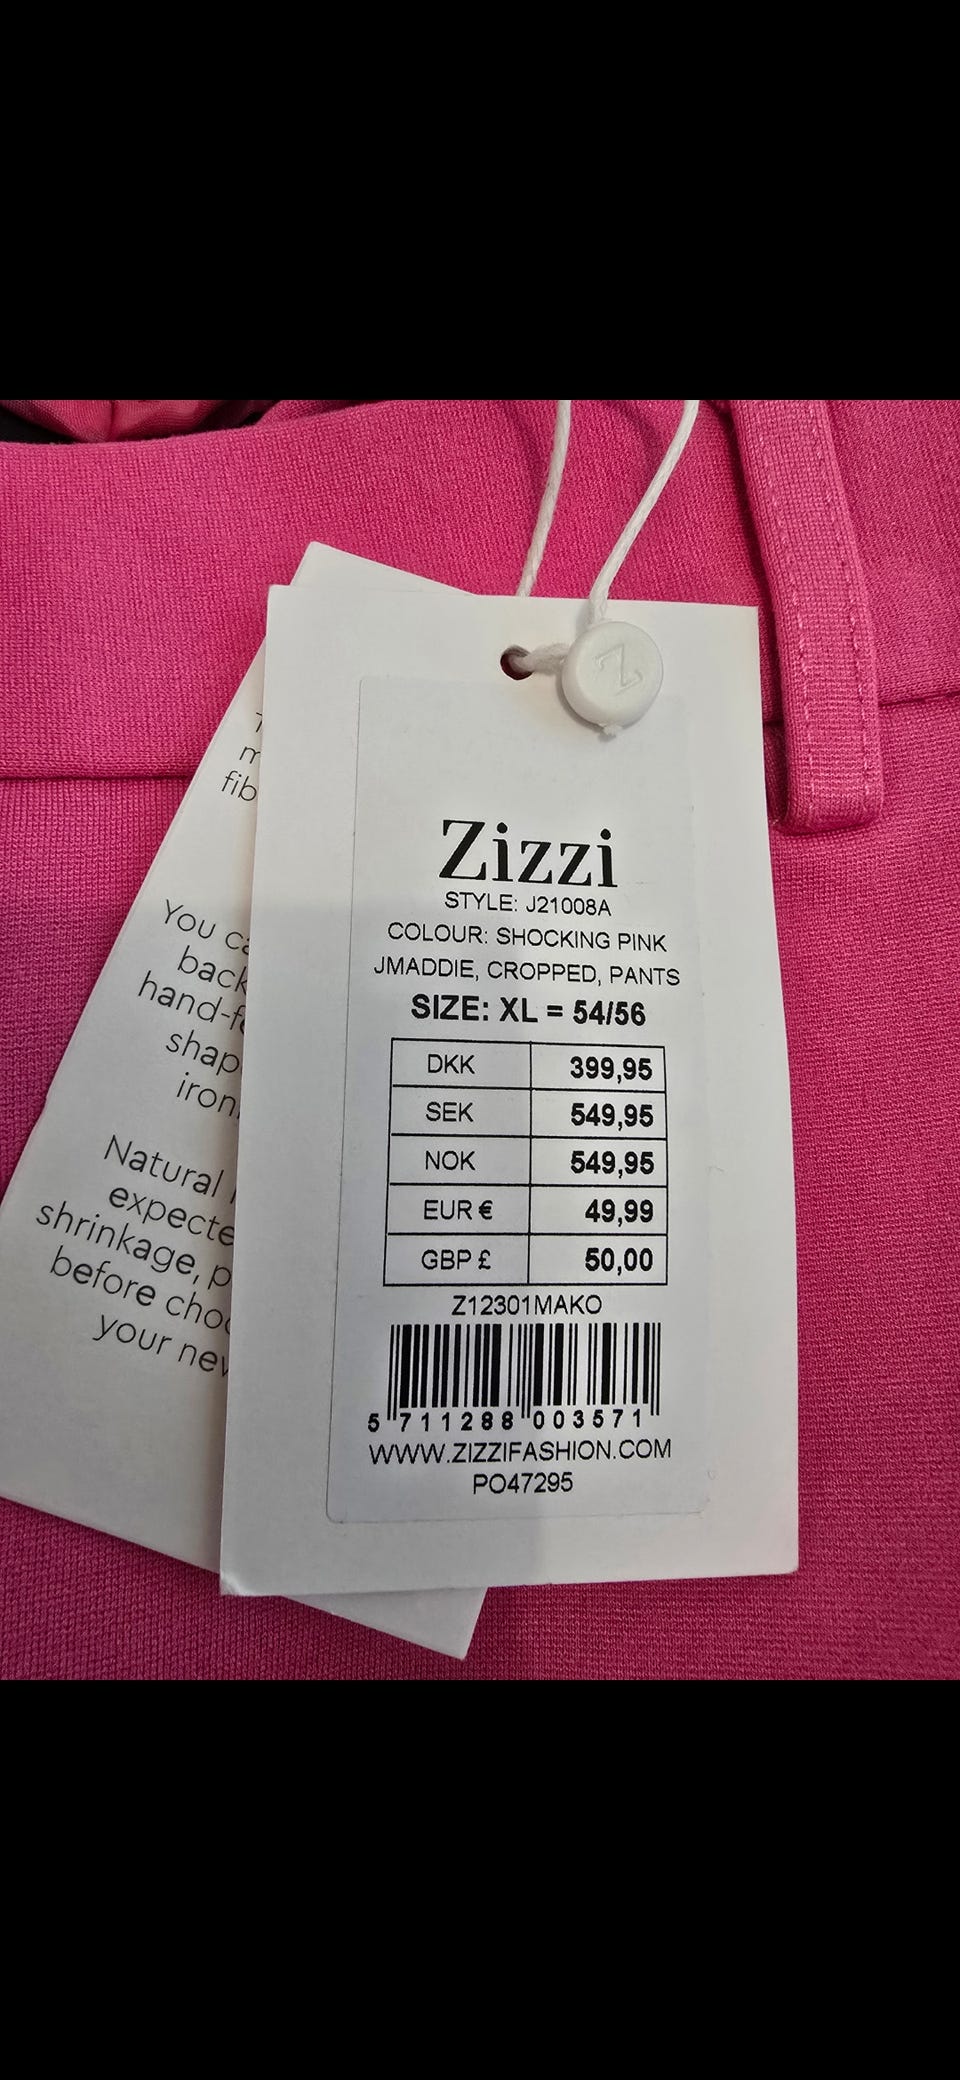 Z
Zizzi
STYLE: J21008A
COLOUR: SHOCKING PINK
JMADDIE, CROPPED, PANTS
SIZE: XL = 54/56
DKK 399,95
SEK 549,95
NOK 549,95
EUR € 49,99
GBP £ 50,00
Z12301MAKO
5 711288 003571
WWW.ZIZZIFASHION.COM
PO47295
You
back
hand-
shap
iron
Natural
expecte
shrinkage, p
before cho
your new